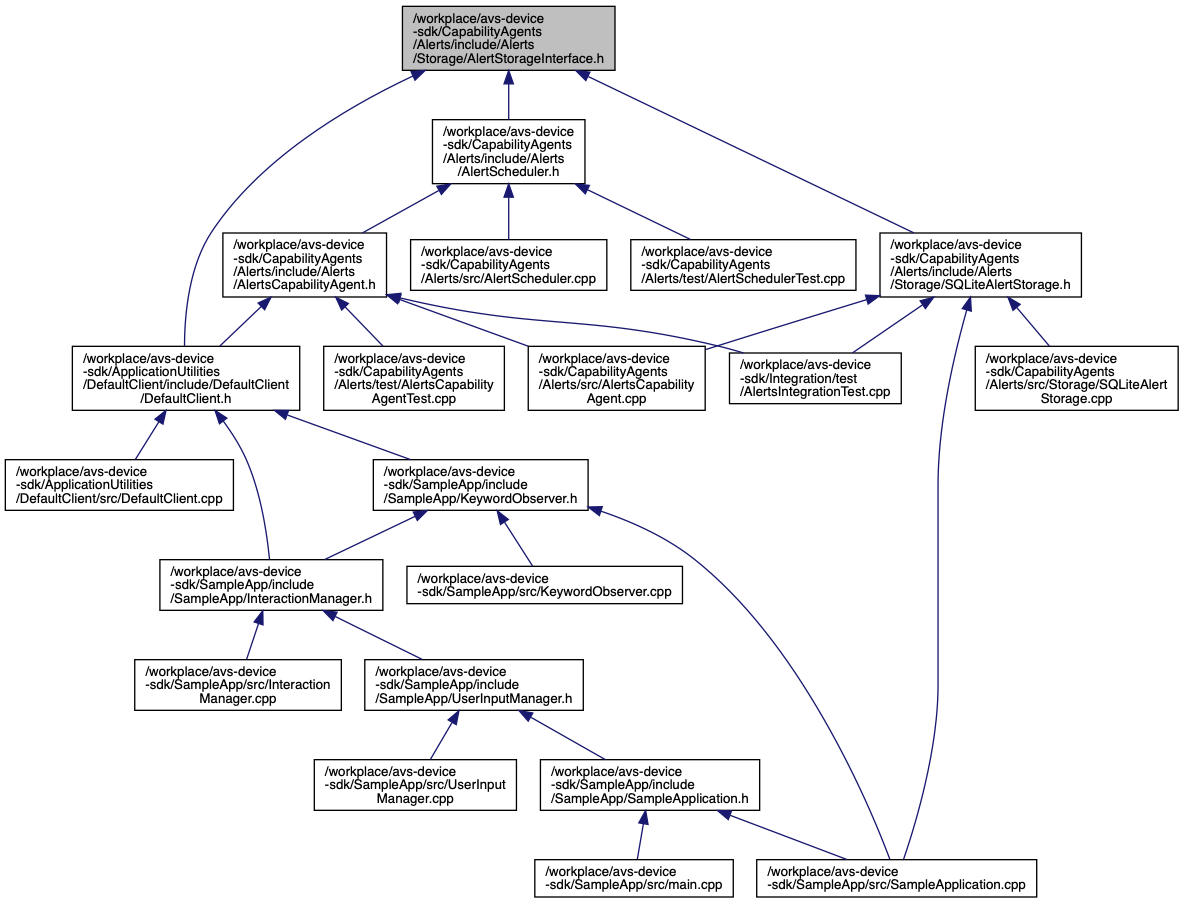 /workplace/avs-device
-sdk/CapabilityAgents
/Alerts/include/Alerts
/Storage/AlertStorageInterface.h
/workplace/avs-device
-sdk/CapabilityAgents
/Alerts/include/Alerts
/AlertScheduler.h
/workplace/avs-device
-sdk/CapabilityAgents
/Alerts/include/Alerts
/AlertsCapabilityAgent.h
/workplace/avs-device
-sdk/CapabilityAgents
/Alerts/src/AlertScheduler.cpp
/workplace/avs-device
-sdk/CapabilityAgents
/Alerts/test/AlertSchedulerTest.cpp
/workplace/avs-device
-sdk/CapabilityAgents
/Alerts/include/Alerts
/Storage/SQLiteAlertStorage.h
/workplace/avs-device
-sdk/ApplicationUtilities
/DefaultClient/include/DefaultClient
/DefaultClient.h
/workplace/avs-device
-sdk/CapabilityAgents
/Alerts/test/AlertsCapability
AgentTest.cpp
/workplace/avs-device
-sdk/CapabilityAgents
/Alerts/src/AlertsCapability
Agent.cpp
/workplace/avs-device
-sdk/Integration/test
/AlertsIntegrationTest.cpp
/workplace/avs-device
-sdk/CapabilityAgents
/Alerts/src/Storage/SQLiteAlert
Storage.cpp
/workplace/avs-device
-sdk/ApplicationUtilities
/DefaultClient/src/DefaultClient.cpp
/workplace/avs-device
-sdk/SampleApp/include
/SampleApp/KeywordObserver.h
/workplace/avs-device
-sdk/SampleApp/include
/SampleApp/InteractionManager.h
/workplace/avs-device
-sdk/SampleApp/src/KeywordObserver.cpp
/workplace/avs-device
-sdk/SampleApp/src/Interaction
Manager.cpp
/workplace/avs-device
-sdk/SampleApp/include
/SampleApp/UserInputManager.h
/workplace/avs-device
-sdk/SampleApp/src/UserInput
Manager.cpp
/workplace/avs-device
-sdk/SampleApp/include
/SampleApp/SampleApplication.h
/workplace/avs-device
-sdk/SampleApp/src/main.cpp
/workplace/avs-device
-sdk/SampleApp/src/SampleApplication.cpp